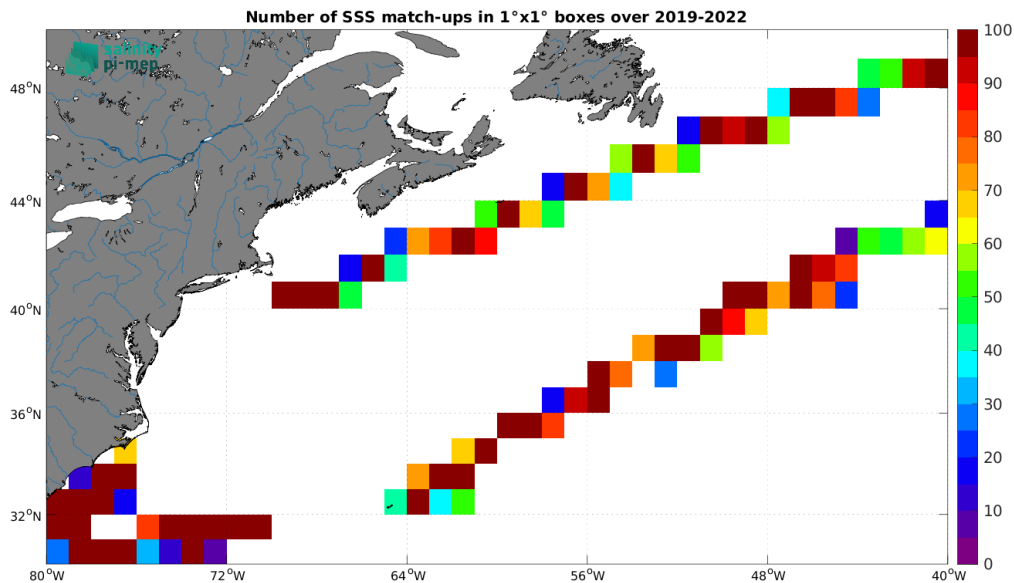 Number of SSS match-ups in 1°x1° boxes over 2019-2022
salinity
pi-mep
48°N
44°N
40°N
36°N
32°N
80°W 72°W 64°W 56°W 48°W 40°W
100
90
80
70
60
50
40
30
20
10
0